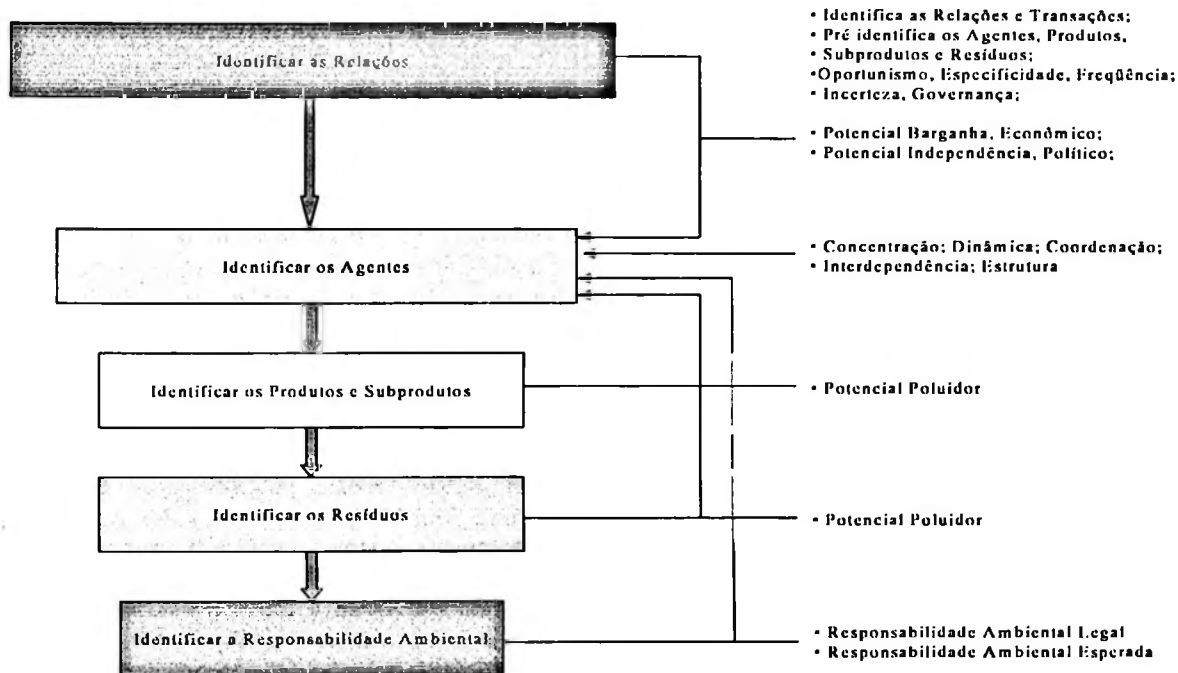 Identificar as Relações
• Identifica as Relações e Transações;
• Pré identifica os Agentes, Produtos,
• Subprodutos e Resíduos;
•Oportunismo, Especificidade, Freqüência;
• Incerteza, Governança;
• Potencial Barganha, Econômico;
• Potencial Independência, Político;
Identificar os Agentes
• Concentração; Dinâmica; Coordenação;
• Interdependência; Estrutura
Identificar os Produtos e Subprodutos
• Potencial Poluidor
Identificar os Resíduos
• Potencial Poluidor
Identificar a Responsabilidade Ambiental
• Responsabilidade Ambiental Legal
• Responsabilidade Ambiental Esperada